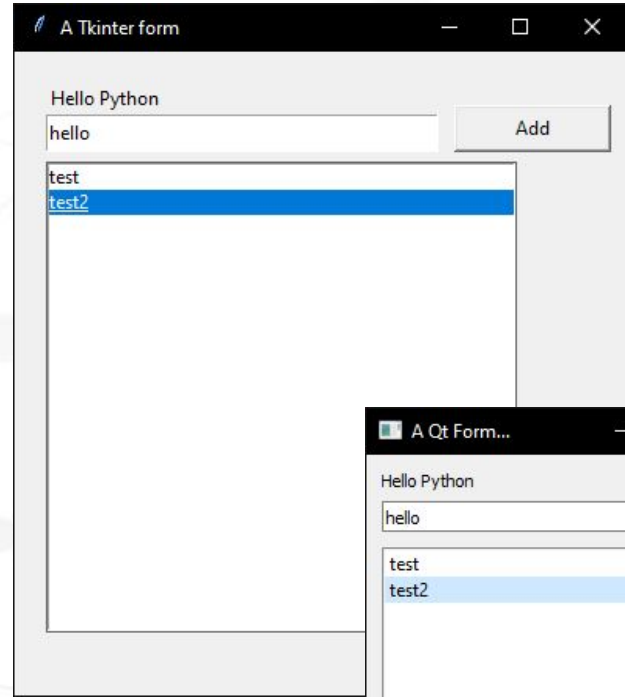 A Tkinter form
Hello Python
hello
Add
test
test2
A Qt Form...
Hello Python
hello
test
test2